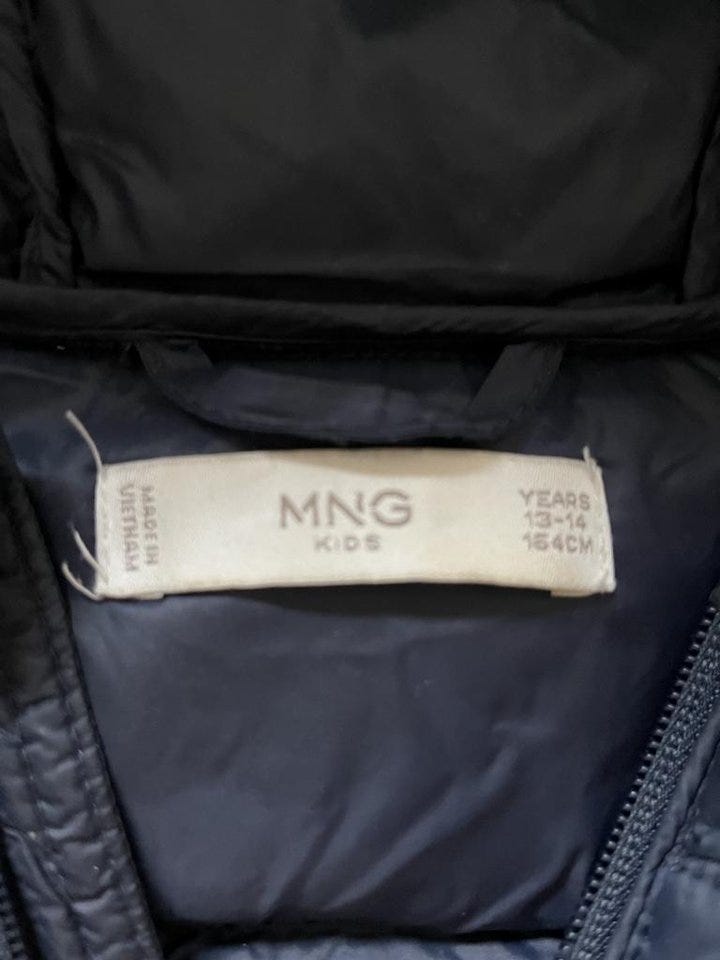 MADE IN
VIETNAM
MNG
KIDS
YEARS
13-14
164CM